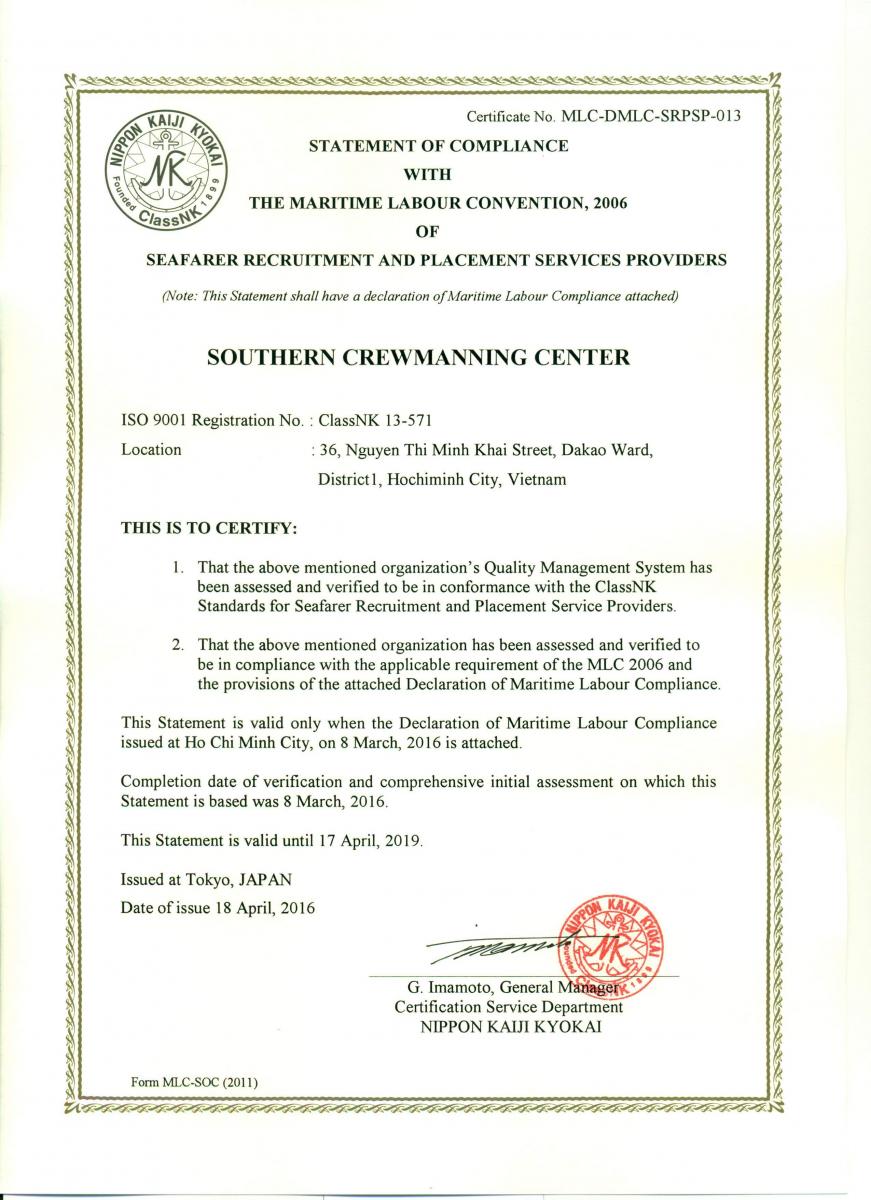 Certificate No. MLC-DMLC-SRPSP-013
NIPPON KAIJI KYOKAI
NK
Founded 1899
ClassNK
STATEMENT OF COMPLIANCE
WITH
THE MARITIME LABOUR CONVENTION, 2006
OF
SEAFARER RECRUITMENT AND PLACEMENT SERVICES PROVIDERS
(Note: This Statement shall have a declaration of Maritime Labour Compliance attached)
SOUTHERN CREWMANNING CENTER
ISO 9001 Registration No. : ClassNK 13-571
Location : 36, Nguyen Thi Minh Khai Street, Dakao Ward,
District1, Hochiminh City, Vietnam
THIS IS TO CERTIFY:
1. That the above mentioned organization's Quality Management System has
been assessed and verified to be in conformance with the ClassNK
Standards for Seafarer Recruitment and Placement Service Providers.
2. That the above mentioned organization has been assessed and verified to
be in compliance with the applicable requirement of the MLC 2006 and
the provisions of the attached Declaration of Maritime Labour Compliance.
This Statement is valid only when the Declaration of Maritime Labour Compliance
issued at Ho Chi Minh City, on 8 March, 2016 is attached.
Completion date of verification and comprehensive initial assessment on which this
Statement is based was 8 March, 2016.
This Statement is valid until 17 April, 2019.
Issued at Tokyo, JAPAN
Date of issue 18 April, 2016
NIPPON KAIJI KYOKAI
NK
Founded 1899
ClassNK
G. Imamoto, General Manager
Certification Service Department
NIPPON KAIJI KYOKAI
Form MLC-SOC (2011)